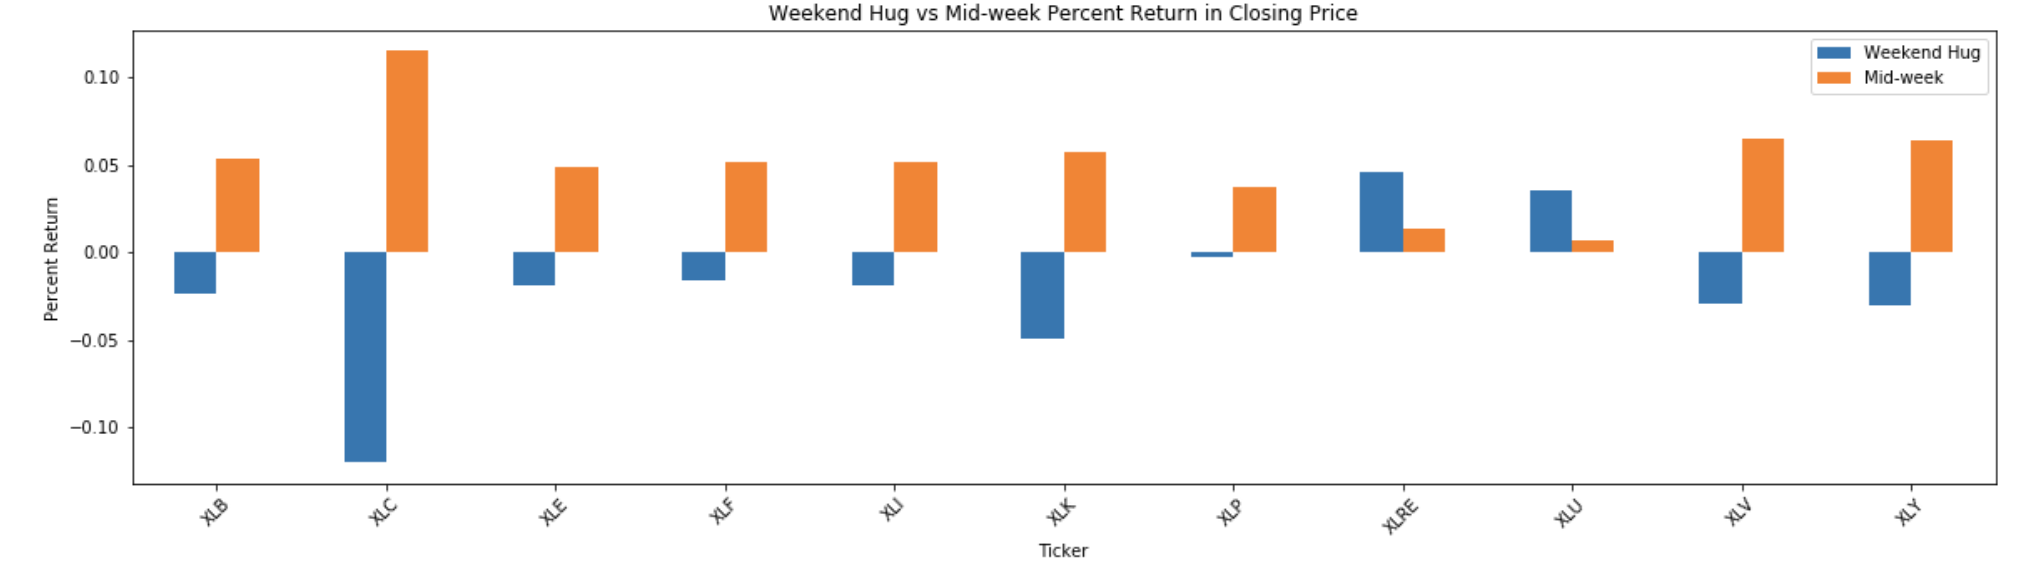 Weekend Hug vs Mid-week Percent Return in Closing Price
Weekend Hug
Mid-week
Percent Return
0.10
0.05
0.00
−0.05
−0.10
XLB
XLC
XLE
XLF
XLI
XLK
XLP
XLRE
XLU
XLV
XLY
Ticker